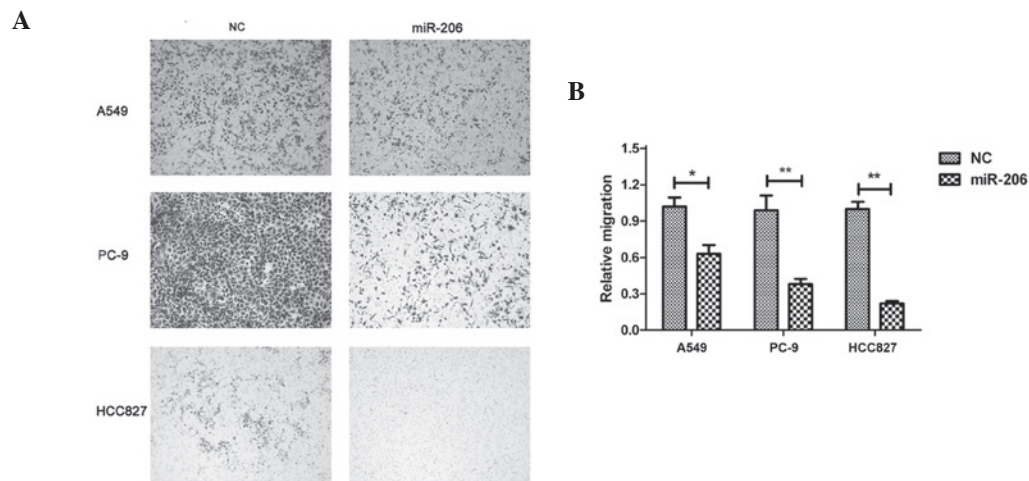 A
NC miR-206
A549
PC-9
HCC827
B
Relative migration
1.5
1.2
0.9
0.6
0.3
0.0
* ** **
A549 PC-9 HCC827
NC
miR-206